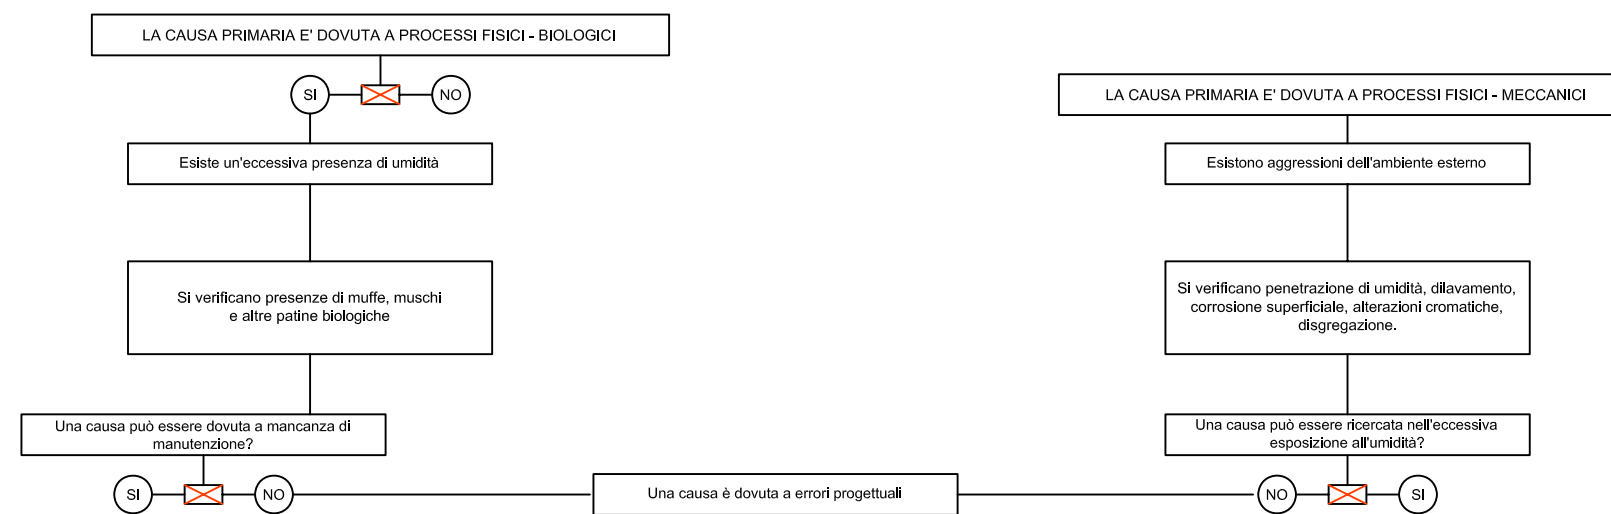 LA CAUSA PRIMARIA E' DOVUTA A PROCESSI FISICI - BIOLOGICI
SI
NO
Esiste un'eccessiva presenza di umidità
Si verificano presenze di muffe, muschi
e altre patine biologiche
Una causa può essere dovuta a mancanza di
manutenzione?
SI
NO
Una causa è dovuta a errori progettuali
LA CAUSA PRIMARIA E' DOVUTA A PROCESSI FISICI - MECCANICI
Esistono aggressioni dell'ambiente esterno
Si verificano penetrazione di umidità, dilavamento,
corrosione superficiale, alterazioni cromatiche,
disgregazione.
Una causa può essere ricercata nell'eccessiva
esposizione all'umidità?
NO
SI